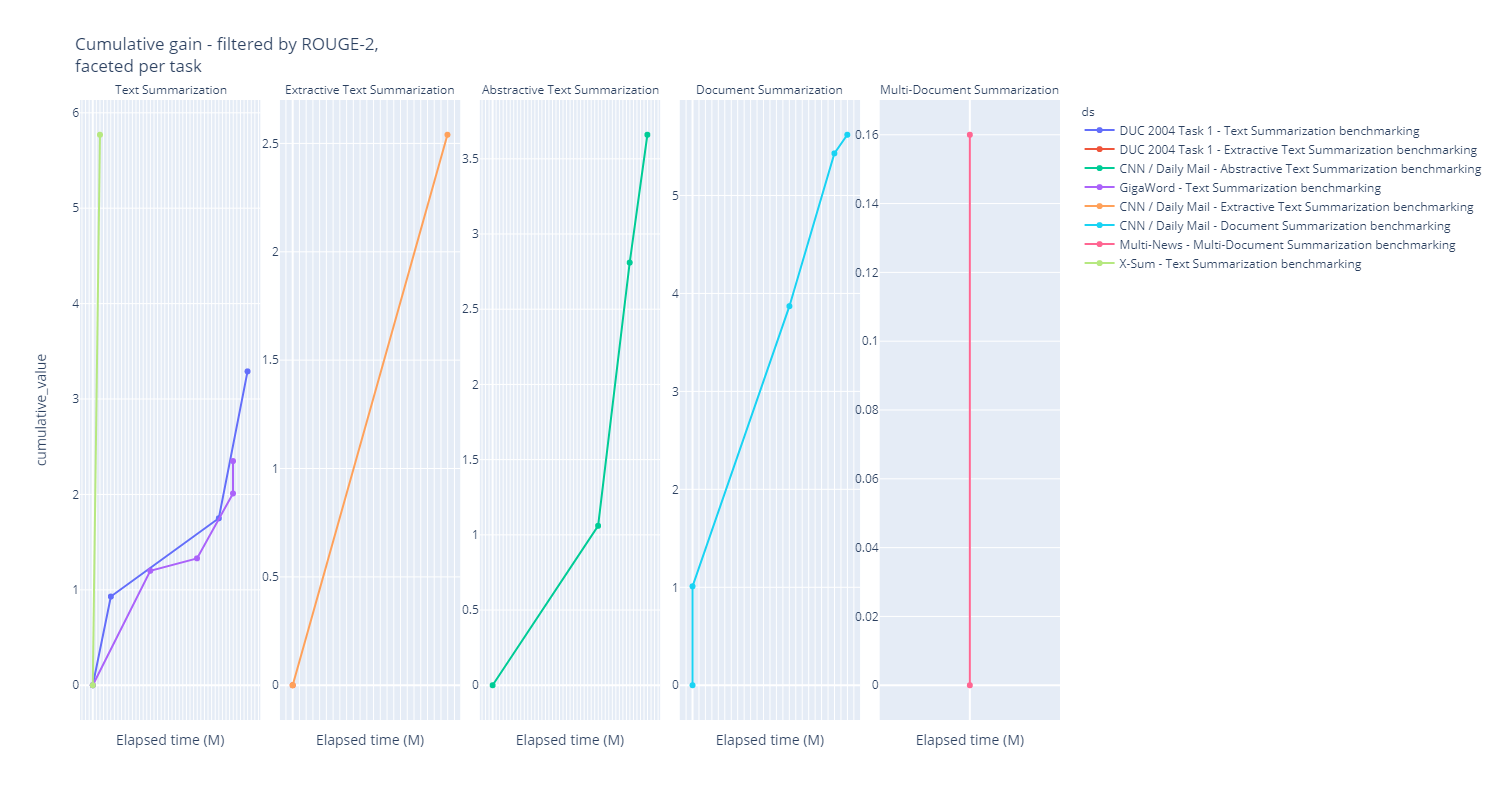 Cumulative gain - filtered by ROUGE-2,
faceted per task
Text Summarization
Extractive Text Summarization
Abstractive Text Summarization
Document Summarization
Multi-Document Summarization
cumulative_value
6
5
4
3
2
1
0
Elapsed time (M)
2.5
2
1.5
1
0.5
0
Elapsed time (M)
3.5
3
2.5
2
1.5
1
0.5
0
Elapsed time (M)
5
4
3
2
1
0
Elapsed time (M)
0.16
0.14
0.12
0.1
0.08
0.06
0.04
0.02
0
Elapsed time (M)
ds
DUC 2004 Task 1 - Text Summarization benchmarking
DUC 2004 Task 1 - Extractive Text Summarization benchmarking
CNN / Daily Mail - Abstractive Text Summarization benchmarking
GigaWord - Text Summarization benchmarking
CNN / Daily Mail - Extractive Text Summarization benchmarking
CNN / Daily Mail - Document Summarization benchmarking
Multi-News - Multi-Document Summarization benchmarking
X-Sum - Text Summarization benchmarking